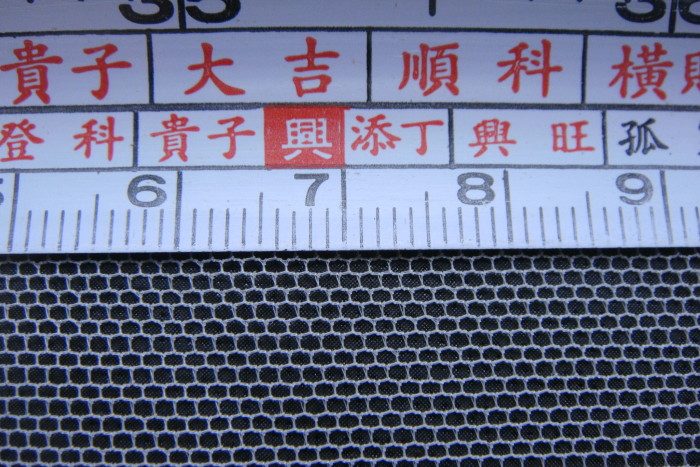 貴子 大吉 順科 橫財
登科 貴子 興 添丁 興旺 孤
6 7 8 9